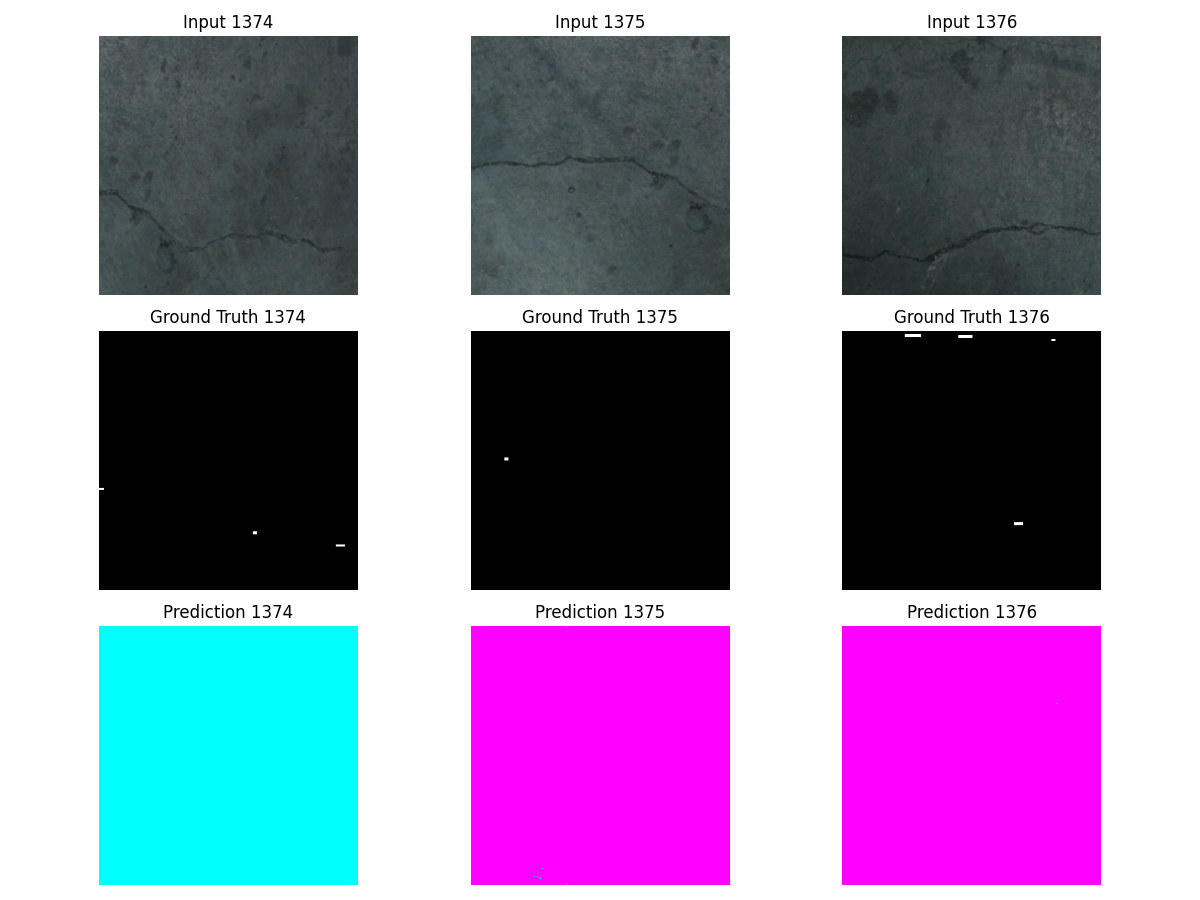 Input 1374
Input 1375
Input 1376
Ground Truth 1374
Ground Truth 1375
Ground Truth 1376
Prediction 1374
Prediction 1375
Prediction 1376